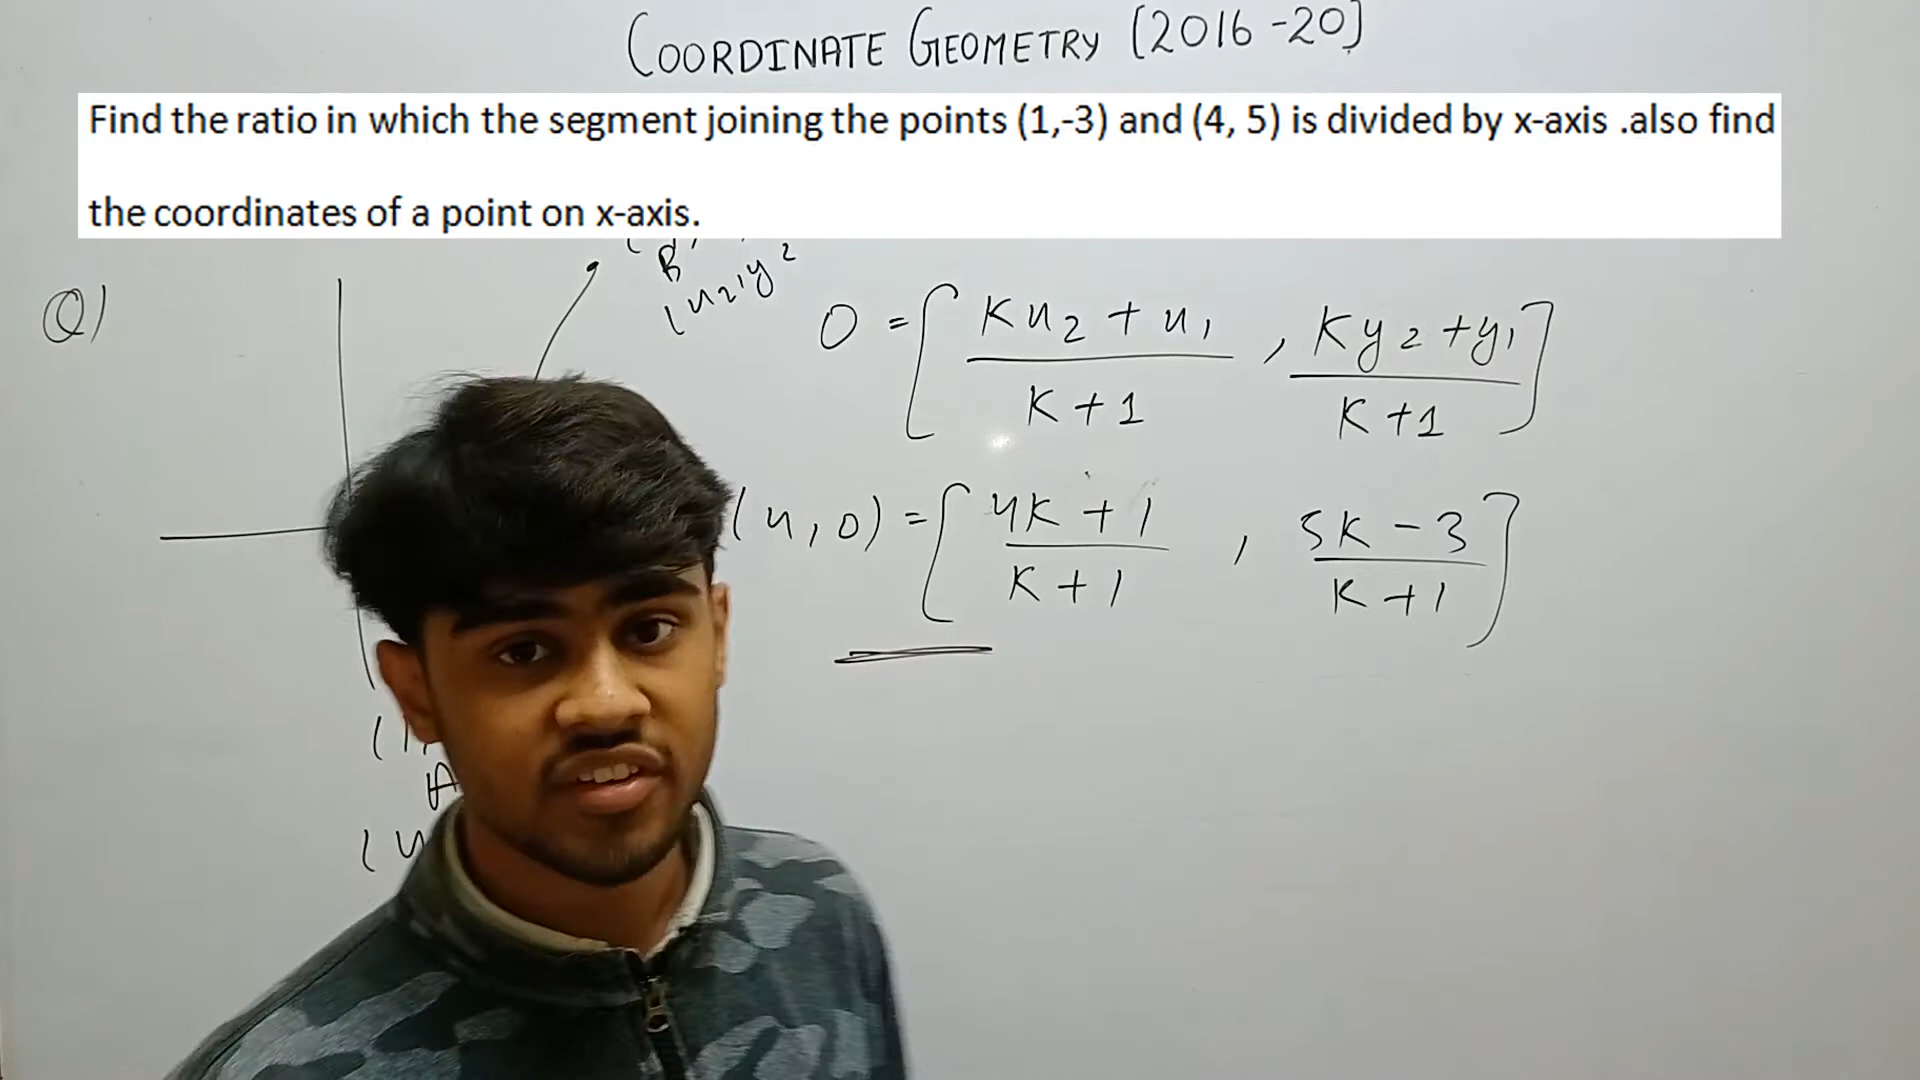 COORDINATE GEOMETRY [2016-20]
Find the ratio in which the segment joining the points (1,-3) and (4, 5) is divided by x-axis .also find
the coordinates of a point on x-axis.
Q)
B
(x2,y2
O = [Kx2 + x1 / K+1 , Ky2 + y1 / K+1]
(x,0) = [4K+1 / K+1 , 5K-3 / K+1]
(1,
A
(x